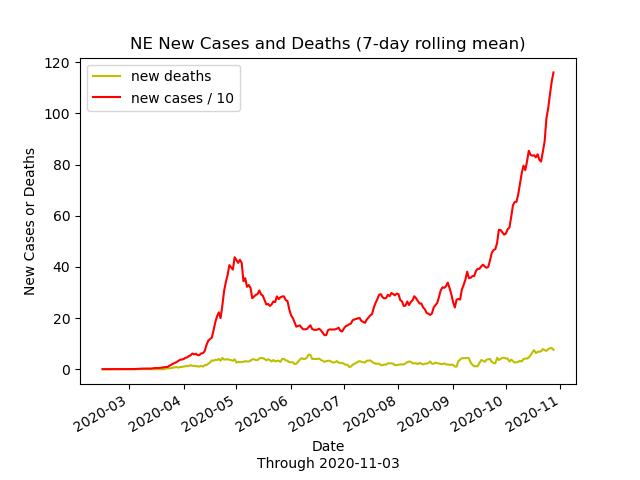 NE New Cases and Deaths (7-day rolling mean)
new deaths
new cases / 10
New Cases or Deaths
120
100
80
60
40
20
0
2020-03
2020-04
2020-05
2020-06
2020-07
2020-08
2020-09
2020-10
2020-11
Date
Through 2020-11-03